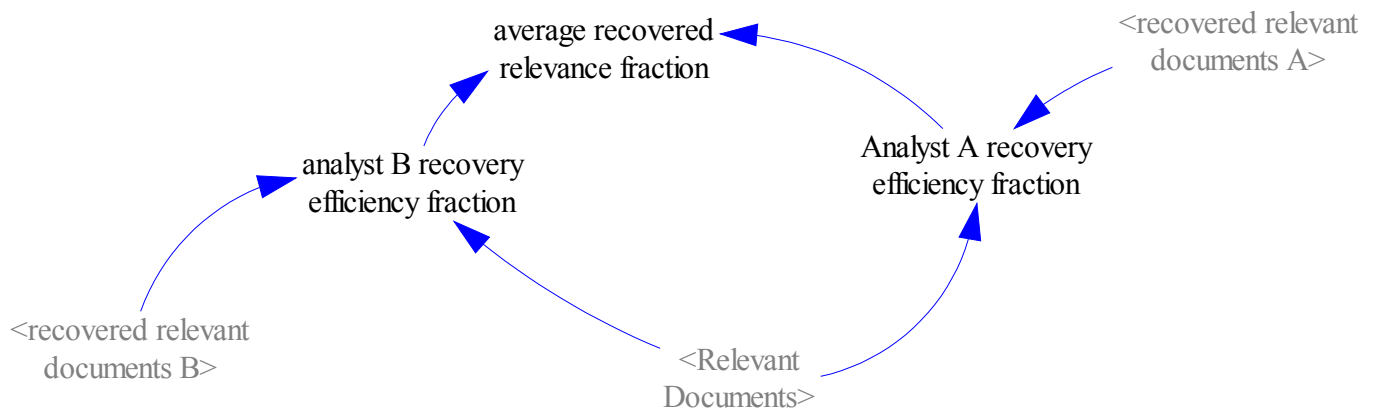 average recovered
relevance fraction
<recovered relevant
documents A>
analyst B recovery
efficiency fraction
Analyst A recovery
efficiency fraction
<recovered relevant
documents B>
<Relevant
Documents>